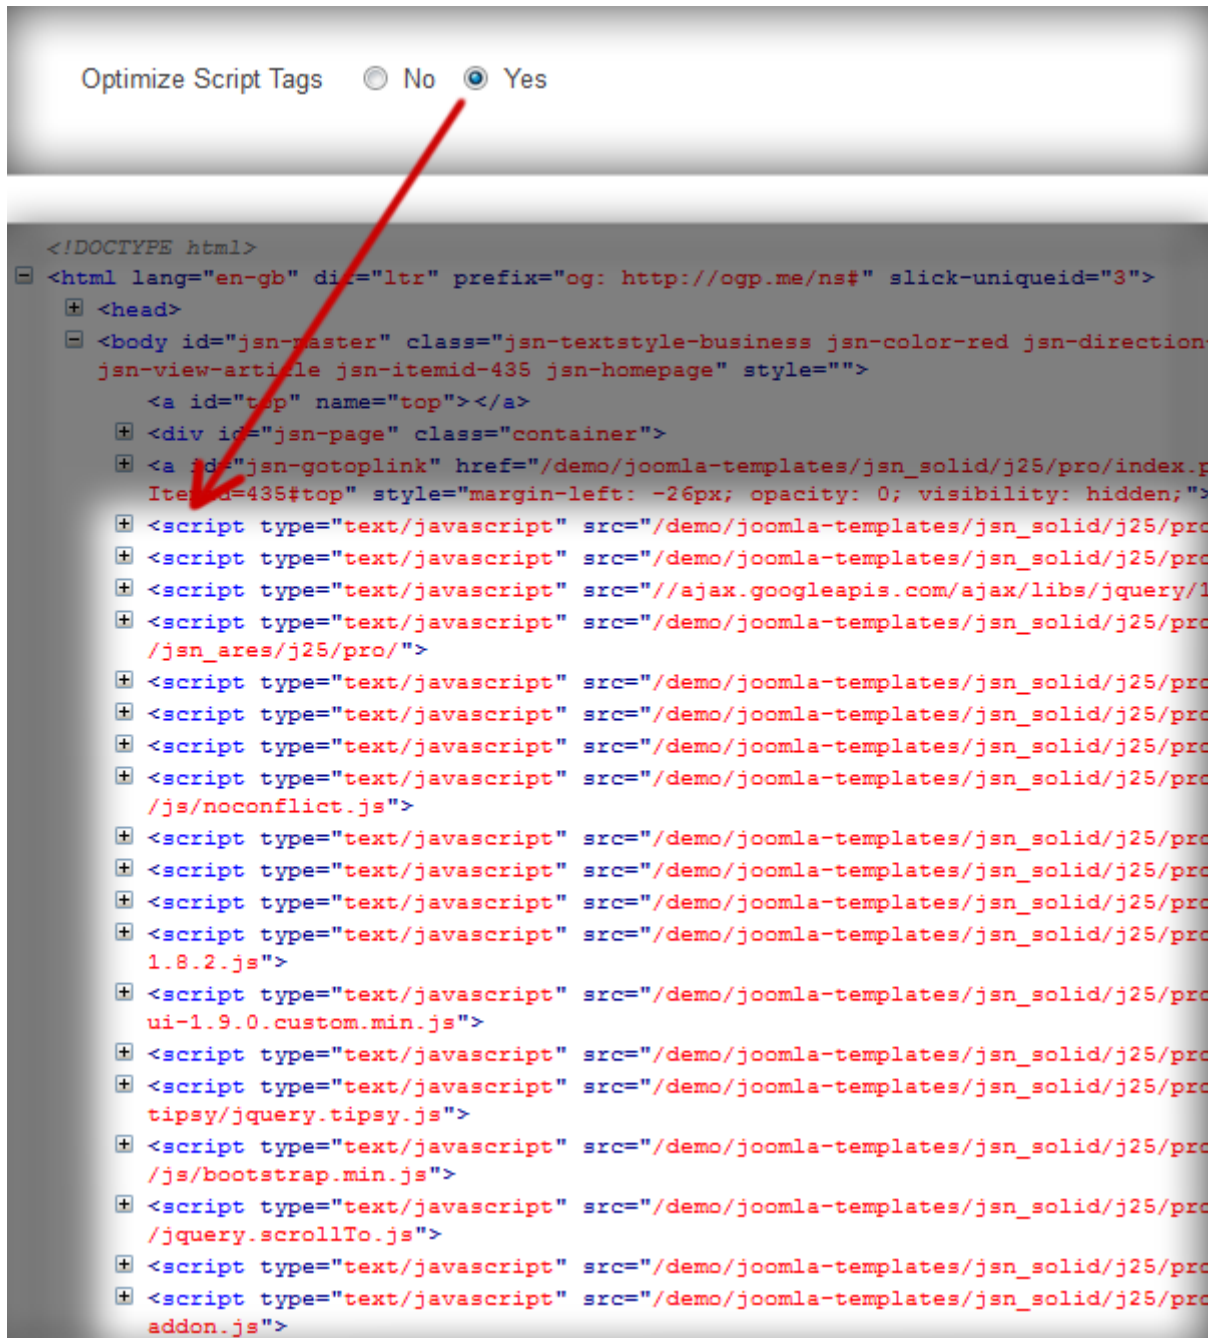 Optimize Script Tags No Yes
<!DOCTYPE html>
<html lang="en-gb" dir="ltr" prefix="og: http://ogp.me/ns#" slick-uniqueid="3">
<head>
<body id="jsn-master" class="jsn-textstyle-business jsn-color-red jsn-direction-
jsn-view-article jsn-itemid-435 jsn-homepage" style="">
<a id="top" name="top"></a>
<div id="jsn-page" class="container">
<a id="jsn-gotoplink" href="/demo/joomla-templates/jsn_solid/j25/pro/index.p
Itemid=435#top" style="margin-left: -26px; opacity: 0; visibility: hidden;">
<script type="text/javascript" src="/demo/joomla-templates/jsn_solid/j25/pro
<script type="text/javascript" src="/demo/joomla-templates/jsn_solid/j25/pro
<script type="text/javascript" src="//ajax.googleapis.com/ajax/libs/jquery/1
<script type="text/javascript" src="/demo/joomla-templates/jsn_solid/j25/pro
/jsn_ares/j25/pro/">
<script type="text/javascript" src="/demo/joomla-templates/jsn_solid/j25/pro
<script type="text/javascript" src="/demo/joomla-templates/jsn_solid/j25/pro
<script type="text/javascript" src="/demo/joomla-templates/jsn_solid/j25/pro
<script type="text/javascript" src="/demo/joomla-templates/jsn_solid/j25/pro
/js/noconflict.js">
<script type="text/javascript" src="/demo/joomla-templates/jsn_solid/j25/pro
<script type="text/javascript" src="/demo/joomla-templates/jsn_solid/j25/pro
<script type="text/javascript" src="/demo/joomla-templates/jsn_solid/j25/pro
<script type="text/javascript" src="/demo/joomla-templates/jsn_solid/j25/pro
1.8.2.js">
<script type="text/javascript" src="/demo/joomla-templates/jsn_solid/j25/pro
ui-1.9.0.custom.min.js">
<script type="text/javascript" src="/demo/joomla-templates/jsn_solid/j25/pro
<script type="text/javascript" src="/demo/joomla-templates/jsn_solid/j25/pro
tipsy/jquery.tipsy.js">
<script type="text/javascript" src="/demo/joomla-templates/jsn_solid/j25/pro
/js/bootstrap.min.js">
<script type="text/javascript" src="/demo/joomla-templates/jsn_solid/j25/pro
/jquery.scrollTo.js">
<script type="text/javascript" src="/demo/joomla-templates/jsn_solid/j25/pro
<script type="text/javascript" src="/demo/joomla-templates/jsn_solid/j25/pro
addon.js">